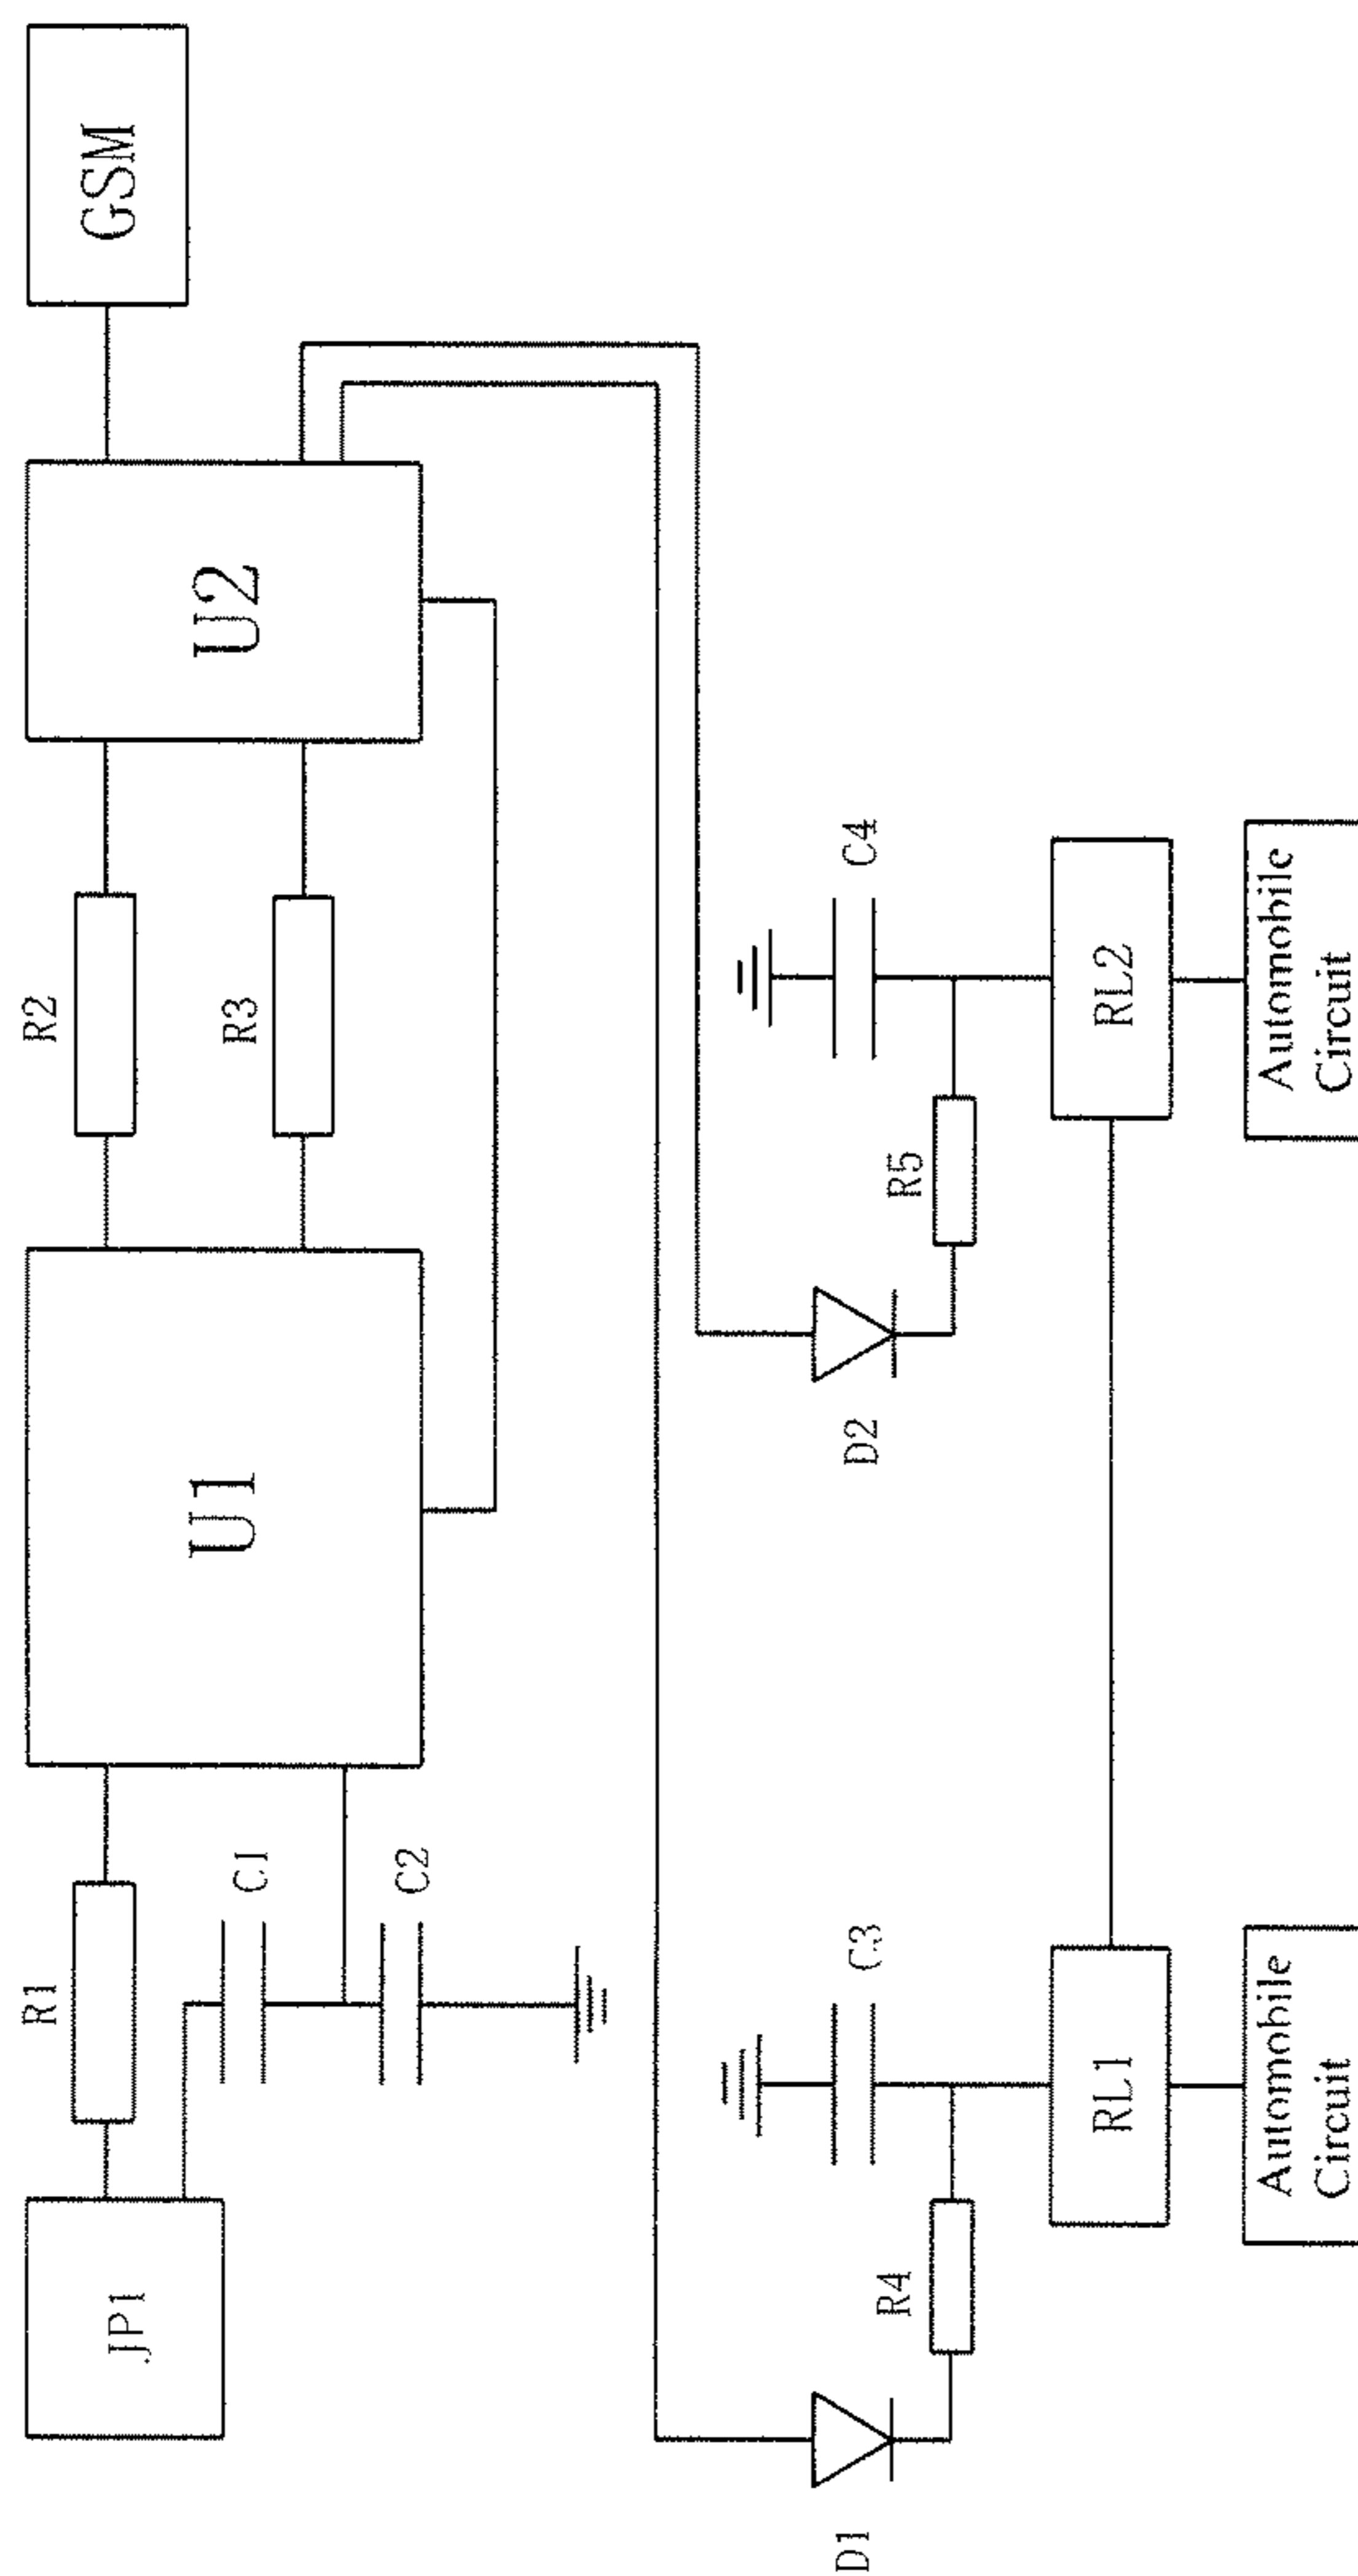 JP1
R1
C1
C2
U1
R2
R3
U2
GSM
D1
R4
C3
RL1
Automobile
Circuit
D2
R5
C4
RL2
Automobile
Circuit